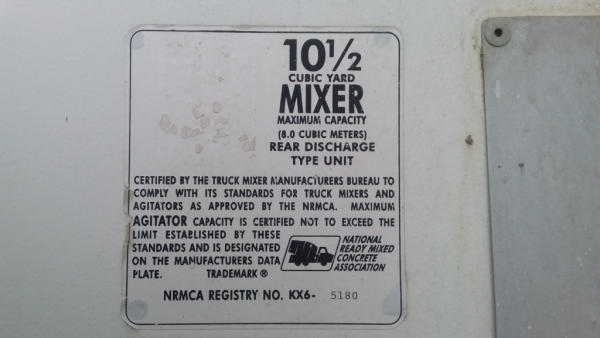 10½
CUBIC YARD
MIXER
MAXIMUM CAPACITY
(8.0 CUBIC METERS)
REAR DISCHARGE
TYPE UNIT
CERTIFIED BY THE TRUCK MIXER MANUFACTURERS BUREAU TO
COMPLY WITH ITS STANDARDS FOR TRUCK MIXERS AND
AGITATORS AS APPROVED BY THE NRMCA. MAXIMUM
AGITATOR CAPACITY IS CERTIFIED NOT TO EXCEED THE
LIMIT ESTABLISHED BY THESE
STANDARDS AND IS DESIGNATED
ON THE MANUFACTURERS DATA
PLATE. TRADEMARK ®
NATIONAL
READY MIXED
CONCRETE
ASSOCIATION
NRMCA REGISTRY NO. KX6- 5180